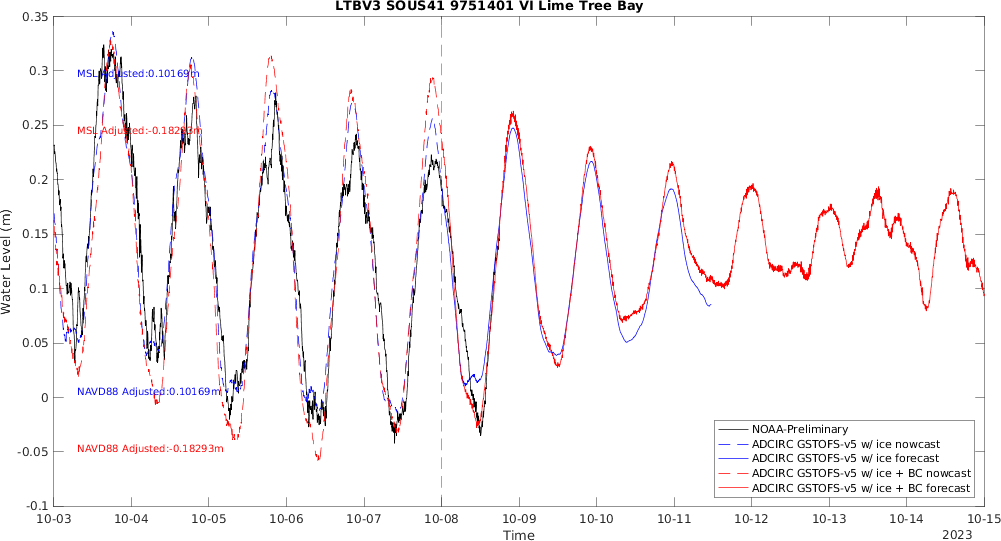 LTBV3 SOUS41 9751401 VI Lime Tree Bay
Water Level (m)
0.35
0.3
0.25
0.2
0.15
0.1
0.05
0
-0.05
-0.1
MSL Adjusted:0.10169m
MSL Adjusted:-0.18293m
NAVD88 Adjusted:0.10169m
NAVD88 Adjusted:-0.18293m
NOAA-Preliminary
ADCIRC GSTOFS-v5 w/ ice nowcast
ADCIRC GSTOFS-v5 w/ ice forecast
ADCIRC GSTOFS-v5 w/ ice + BC nowcast
ADCIRC GSTOFS-v5 w/ ice + BC forecast
10-03 10-04 10-05 10-06 10-07 10-08 10-09 10-10 10-11 10-12 10-13 10-14 10-15
Time
2023